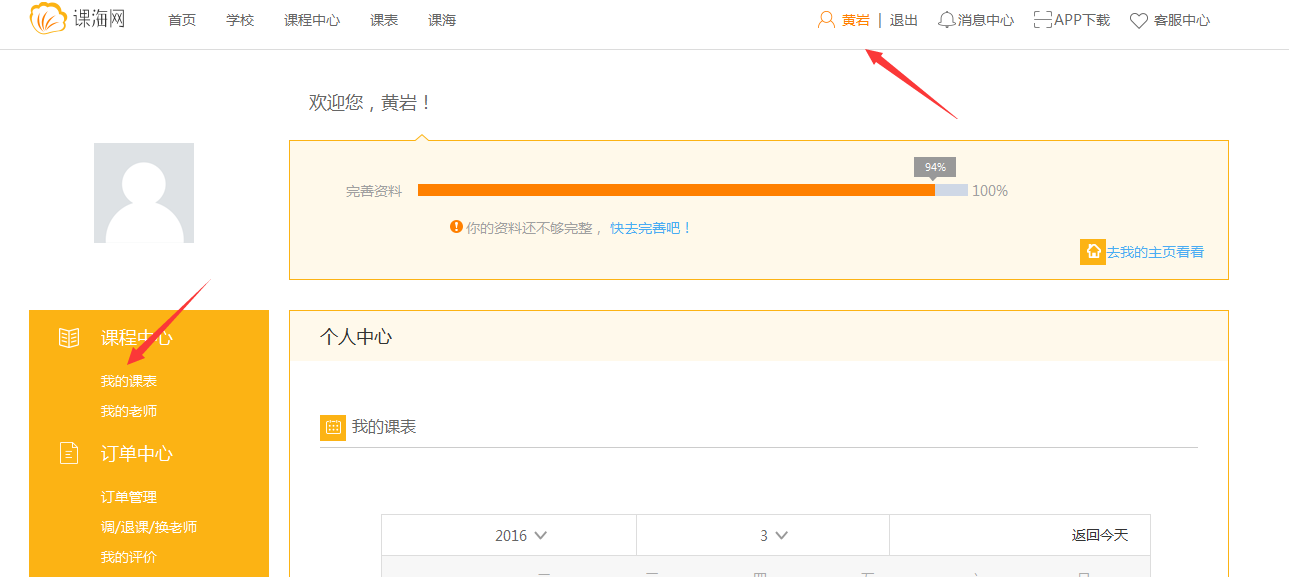 课海网 首页 学校 课程中心 课表 课海 黄岩 | 退出 消息中心 APP下载 客服中心
欢迎您，黄岩！
94%
完善资料 100%
你的资料还不够完整， 快去完善吧！
去我的主页看看
课程中心
我的课表
我的老师
订单中心
订单管理
调/退课/换老师
我的评价
个人中心
我的课表
2016 3 返回今天